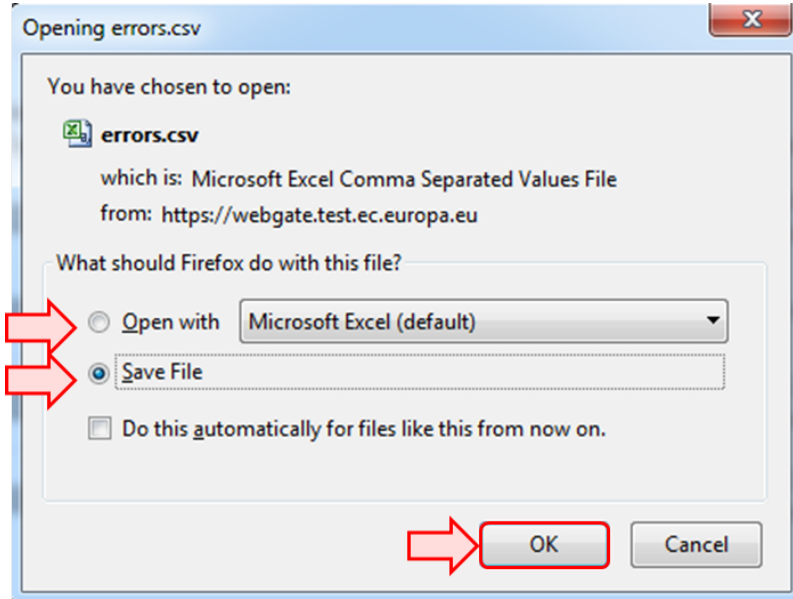 Opening errors.csv
You have chosen to open:
errors.csv
which is: Microsoft Excel Comma Separated Values File
from: https://webgate.test.ec.europa.eu
What should Firefox do with this file?
Open with Microsoft Excel (default)
Save File
Do this automatically for files like this from now on.
OK Cancel